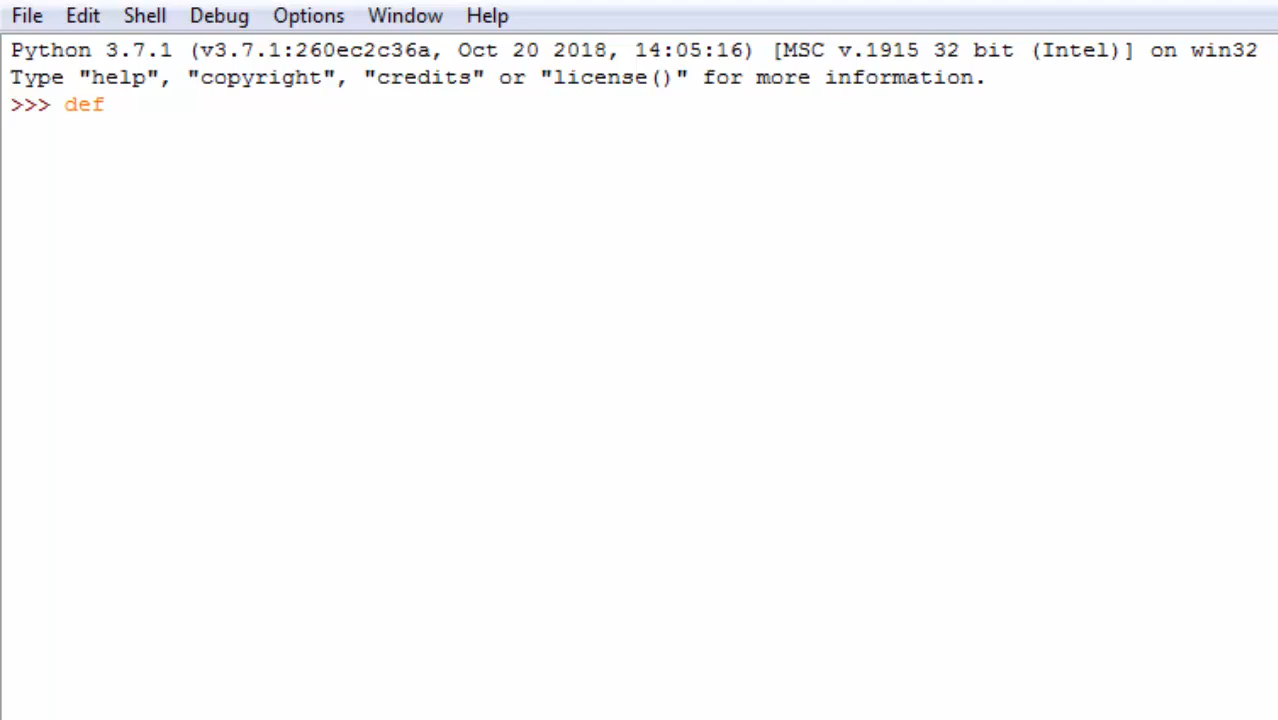 File Edit Shell Debug Options Window Help
Python 3.7.1 (v3.7.1:260ec2c36a, Oct 20 2018, 14:05:16) [MSC v.1915 32 bit (Intel)] on win32
Type "help", "copyright", "credits" or "license()" for more information.
>>> def